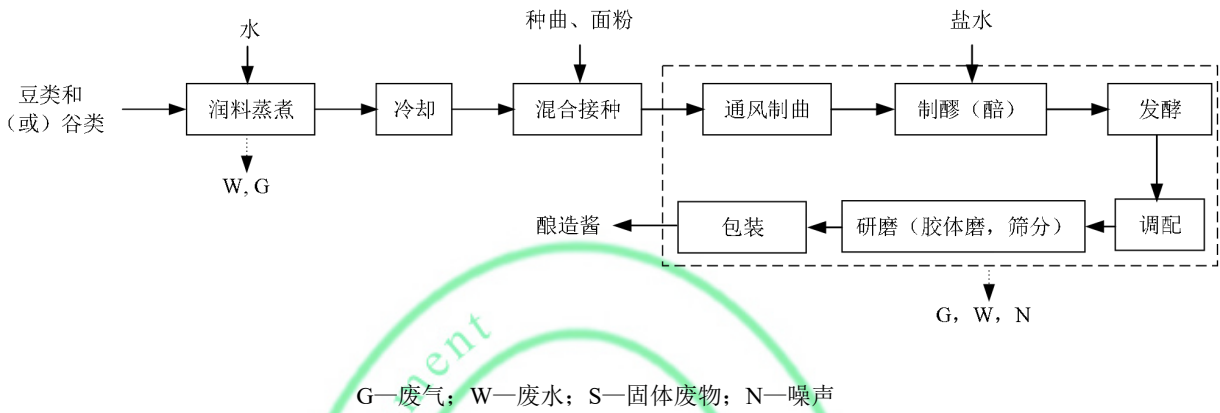 水
种曲、面粉
盐水
豆类和
（或）谷类
润料蒸煮
冷却
混合接种
通风制曲
制醪（醅）
发酵
W, G
酿造酱
包装
研磨（胶体磨，筛分）
调配
G，W，N
ment
G—废气；W—废水；S—固体废物；N—噪声